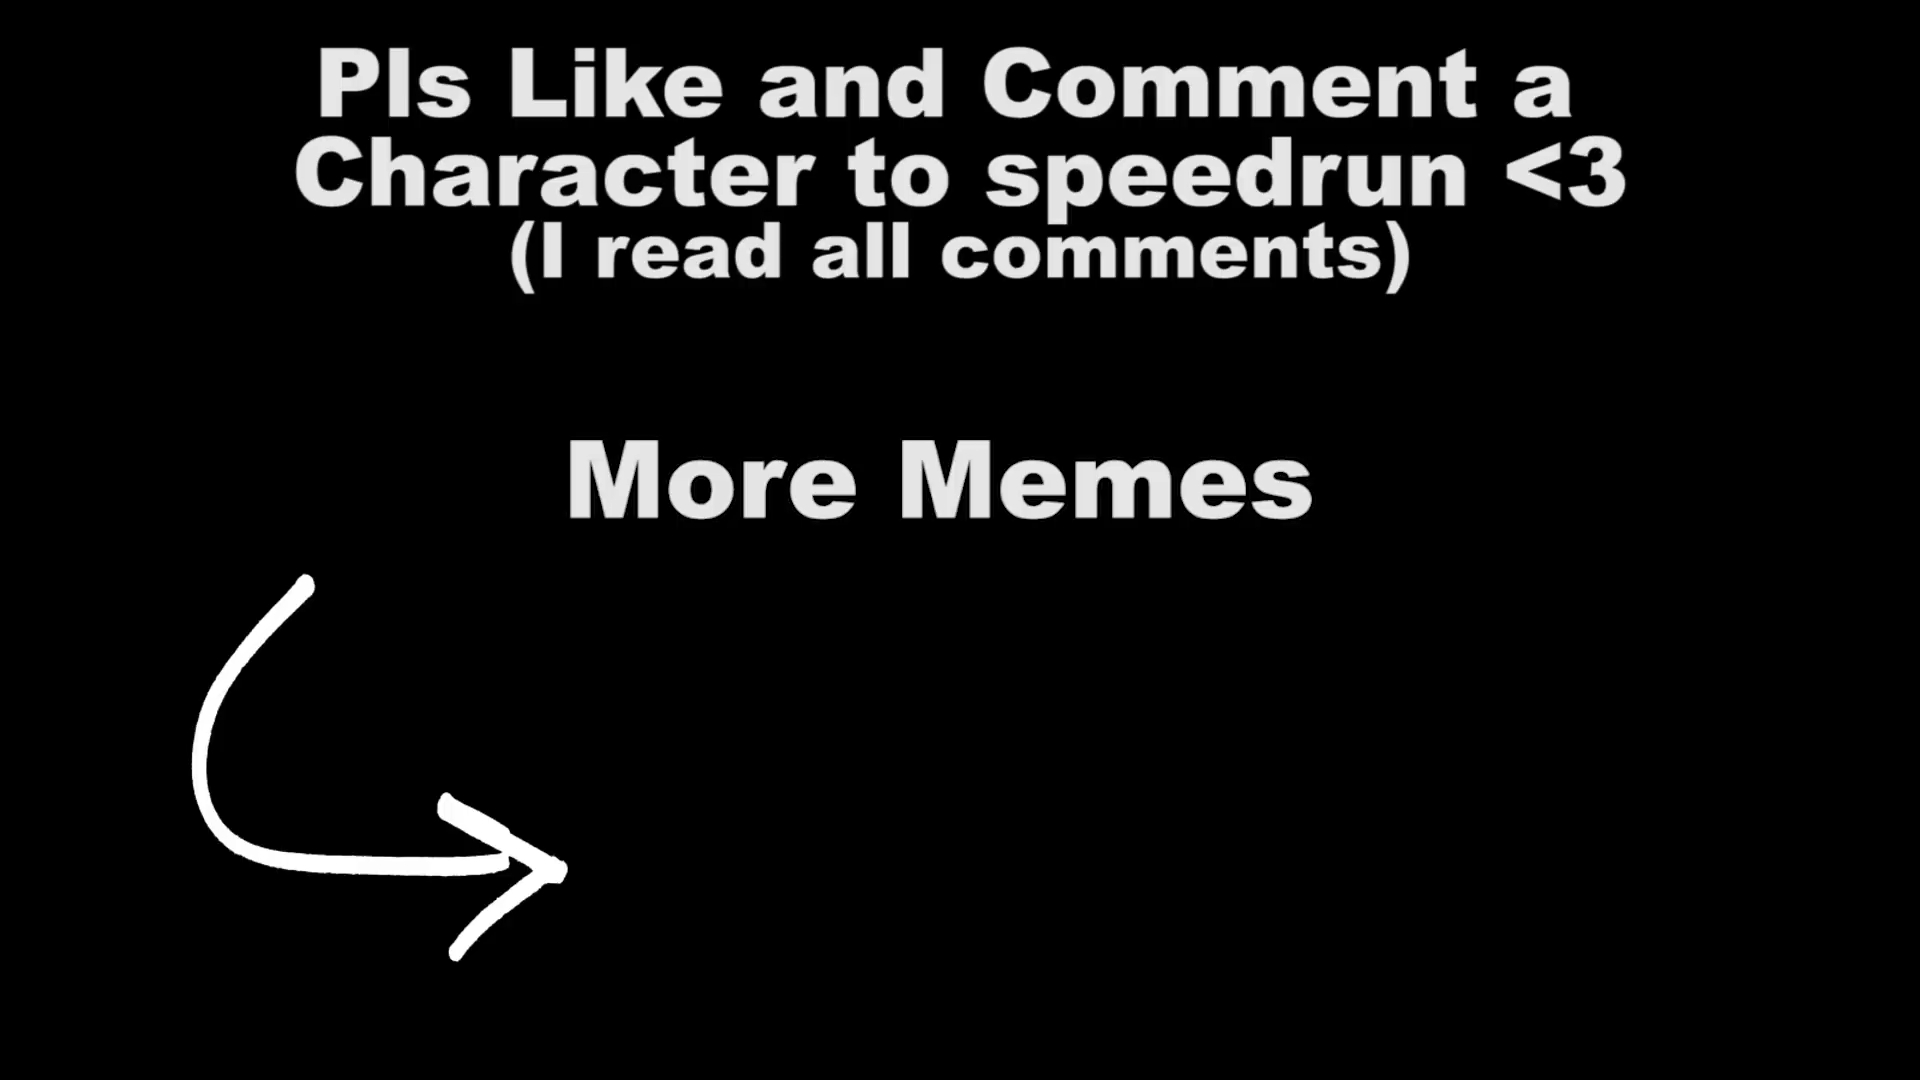 Pls Like and Comment a
Character to speedrun <3
(I read all comments)
More Memes